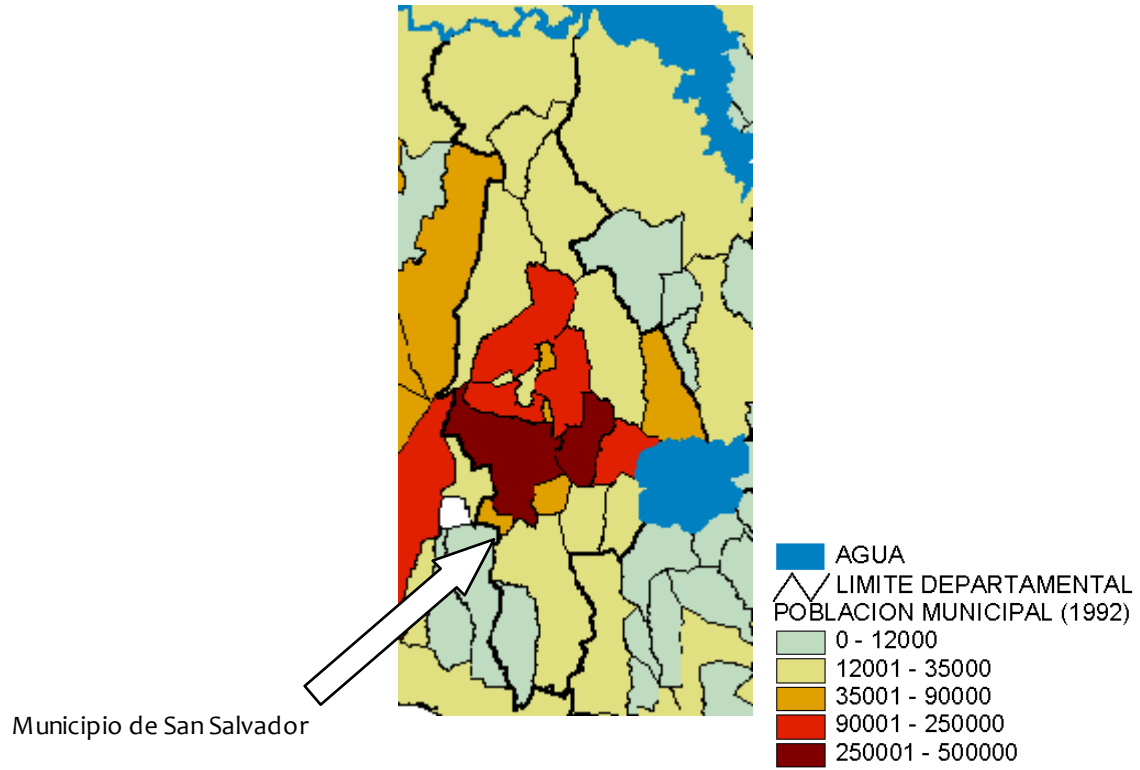 AGUA
LIMITE DEPARTAMENTAL
POBLACION MUNICIPAL (1992)
0 - 12000
12001 - 35000
35001 - 90000
90001 - 250000
250001 - 500000
Municipio de San Salvador